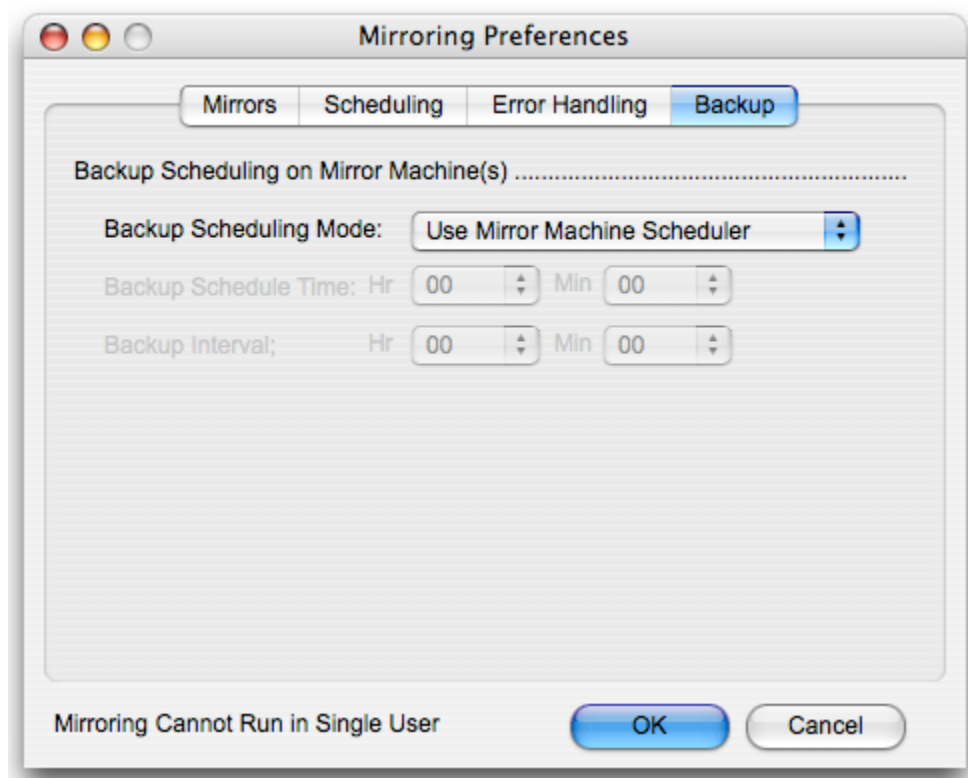 Mirroring Preferences
Mirrors Scheduling Error Handling Backup
Backup Scheduling on Mirror Machine(s) ............................................................
Backup Scheduling Mode: Use Mirror Machine Scheduler
Backup Schedule Time: Hr 00 Min 00
Backup Interval; Hr 00 Min 00
Mirroring Cannot Run in Single User OK Cancel